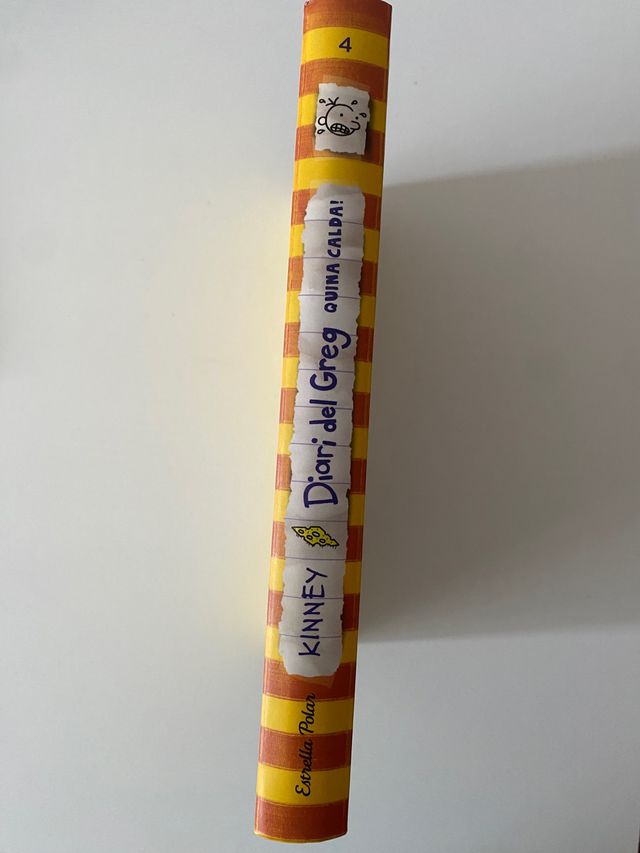 4
KINNEY Diari del Greg QUINA CALDA!
Estrella Polar